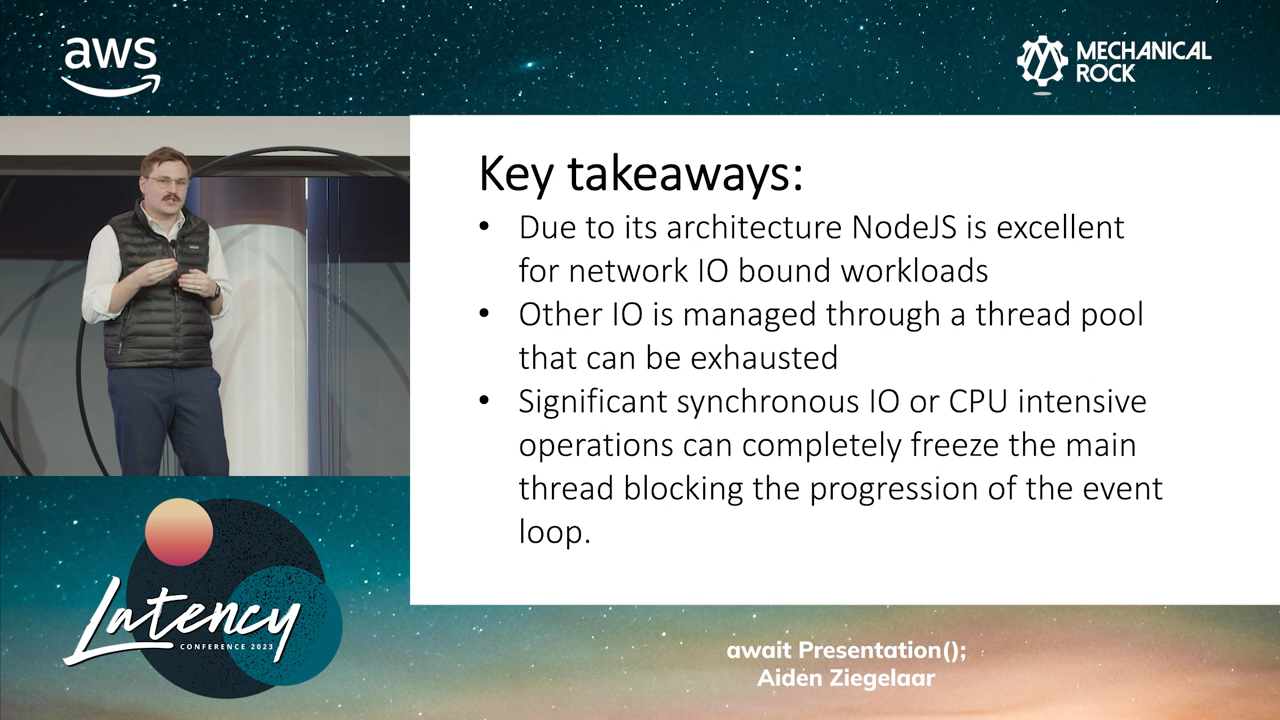 aws
MECHANICAL
ROCK
Key takeaways:
• Due to its architecture NodeJS is excellent
for network IO bound workloads
• Other IO is managed through a thread pool
that can be exhausted
• Significant synchronous IO or CPU intensive
operations can completely freeze the main
thread blocking the progression of the event
loop.
Latency
CONFERENCE 2023
await Presentation();
Aiden Ziegelaar